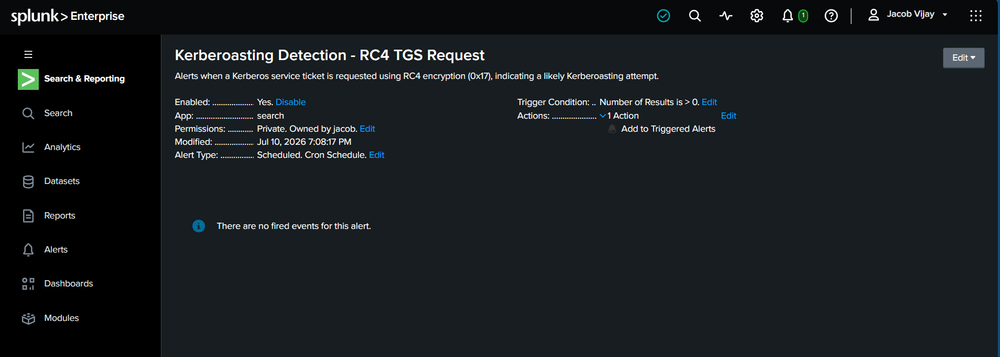 splunk> Enterprise
1
Jacob Vijay
Search & Reporting
Search
Analytics
Datasets
Reports
Alerts
Dashboards
Modules
Kerberoasting Detection - RC4 TGS Request
Edit
Alerts when a Kerberos service ticket is requested using RC4 encryption (0x17), indicating a likely Kerberoasting attempt.
Enabled: ................... Yes. Disable
App: .......................... search
Permissions: ............ Private. Owned by jacob. Edit
Modified: .................. Jul 10, 2026 7:08:17 PM
Alert Type: ............... Scheduled. Cron Schedule. Edit
Trigger Condition: .. Number of Results is > 0. Edit
Actions: .................... 1 Action Edit
Add to Triggered Alerts
There are no fired events for this alert.